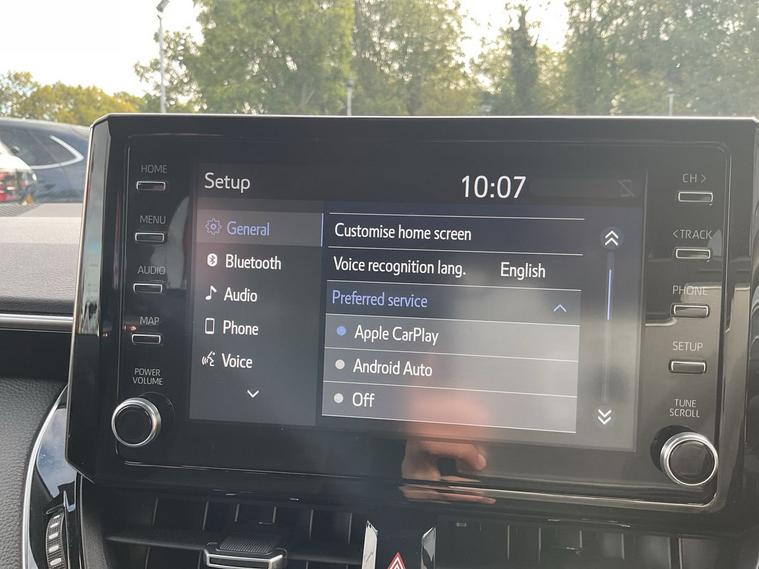 HOME
MENU
AUDIO
MAP
POWER
VOLUME
Setup 10:07
General
Bluetooth
Audio
Phone
Voice
Customise home screen
Voice recognition lang. English
Preferred service
Apple CarPlay
Android Auto
Off
CH >
< TRACK
PHONE
SETUP
TUNE
SCROLL